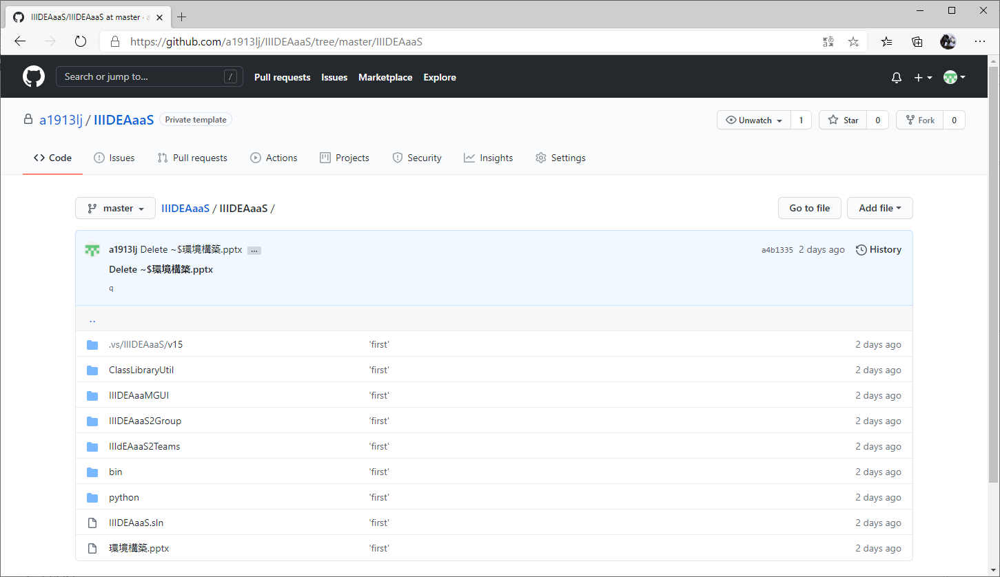 IIIDEAaaS/IIIDEAaaS at master · a
https://github.com/a1913lj/IIIDEAaaS/tree/master/IIIDEAaaS
Search or jump to... /
Pull requests Issues Marketplace Explore
a1913lj / IIIDEAaaS Private template
Unwatch 1 Star 0 Fork 0
Code Issues Pull requests Actions Projects Security Insights Settings
master IIIDEAaaS / IIIDEAaaS /
Go to file Add file
a1913lj Delete ~$環境構築.pptx ...
a4b1335 2 days ago History
Delete ~$環境構築.pptx
q
..
.vs/IIIDEAaaS/v15 'first' 2 days ago
ClassLibraryUtil 'first' 2 days ago
IIIDEAaaMGUI 'first' 2 days ago
IIIDEAaaS2Group 'first' 2 days ago
IIIdEAaaS2Teams 'first' 2 days ago
bin 'first' 2 days ago
python 'first' 2 days ago
IIIDEAaaS.sln 'first' 2 days ago
環境構築.pptx 'first' 2 days ago